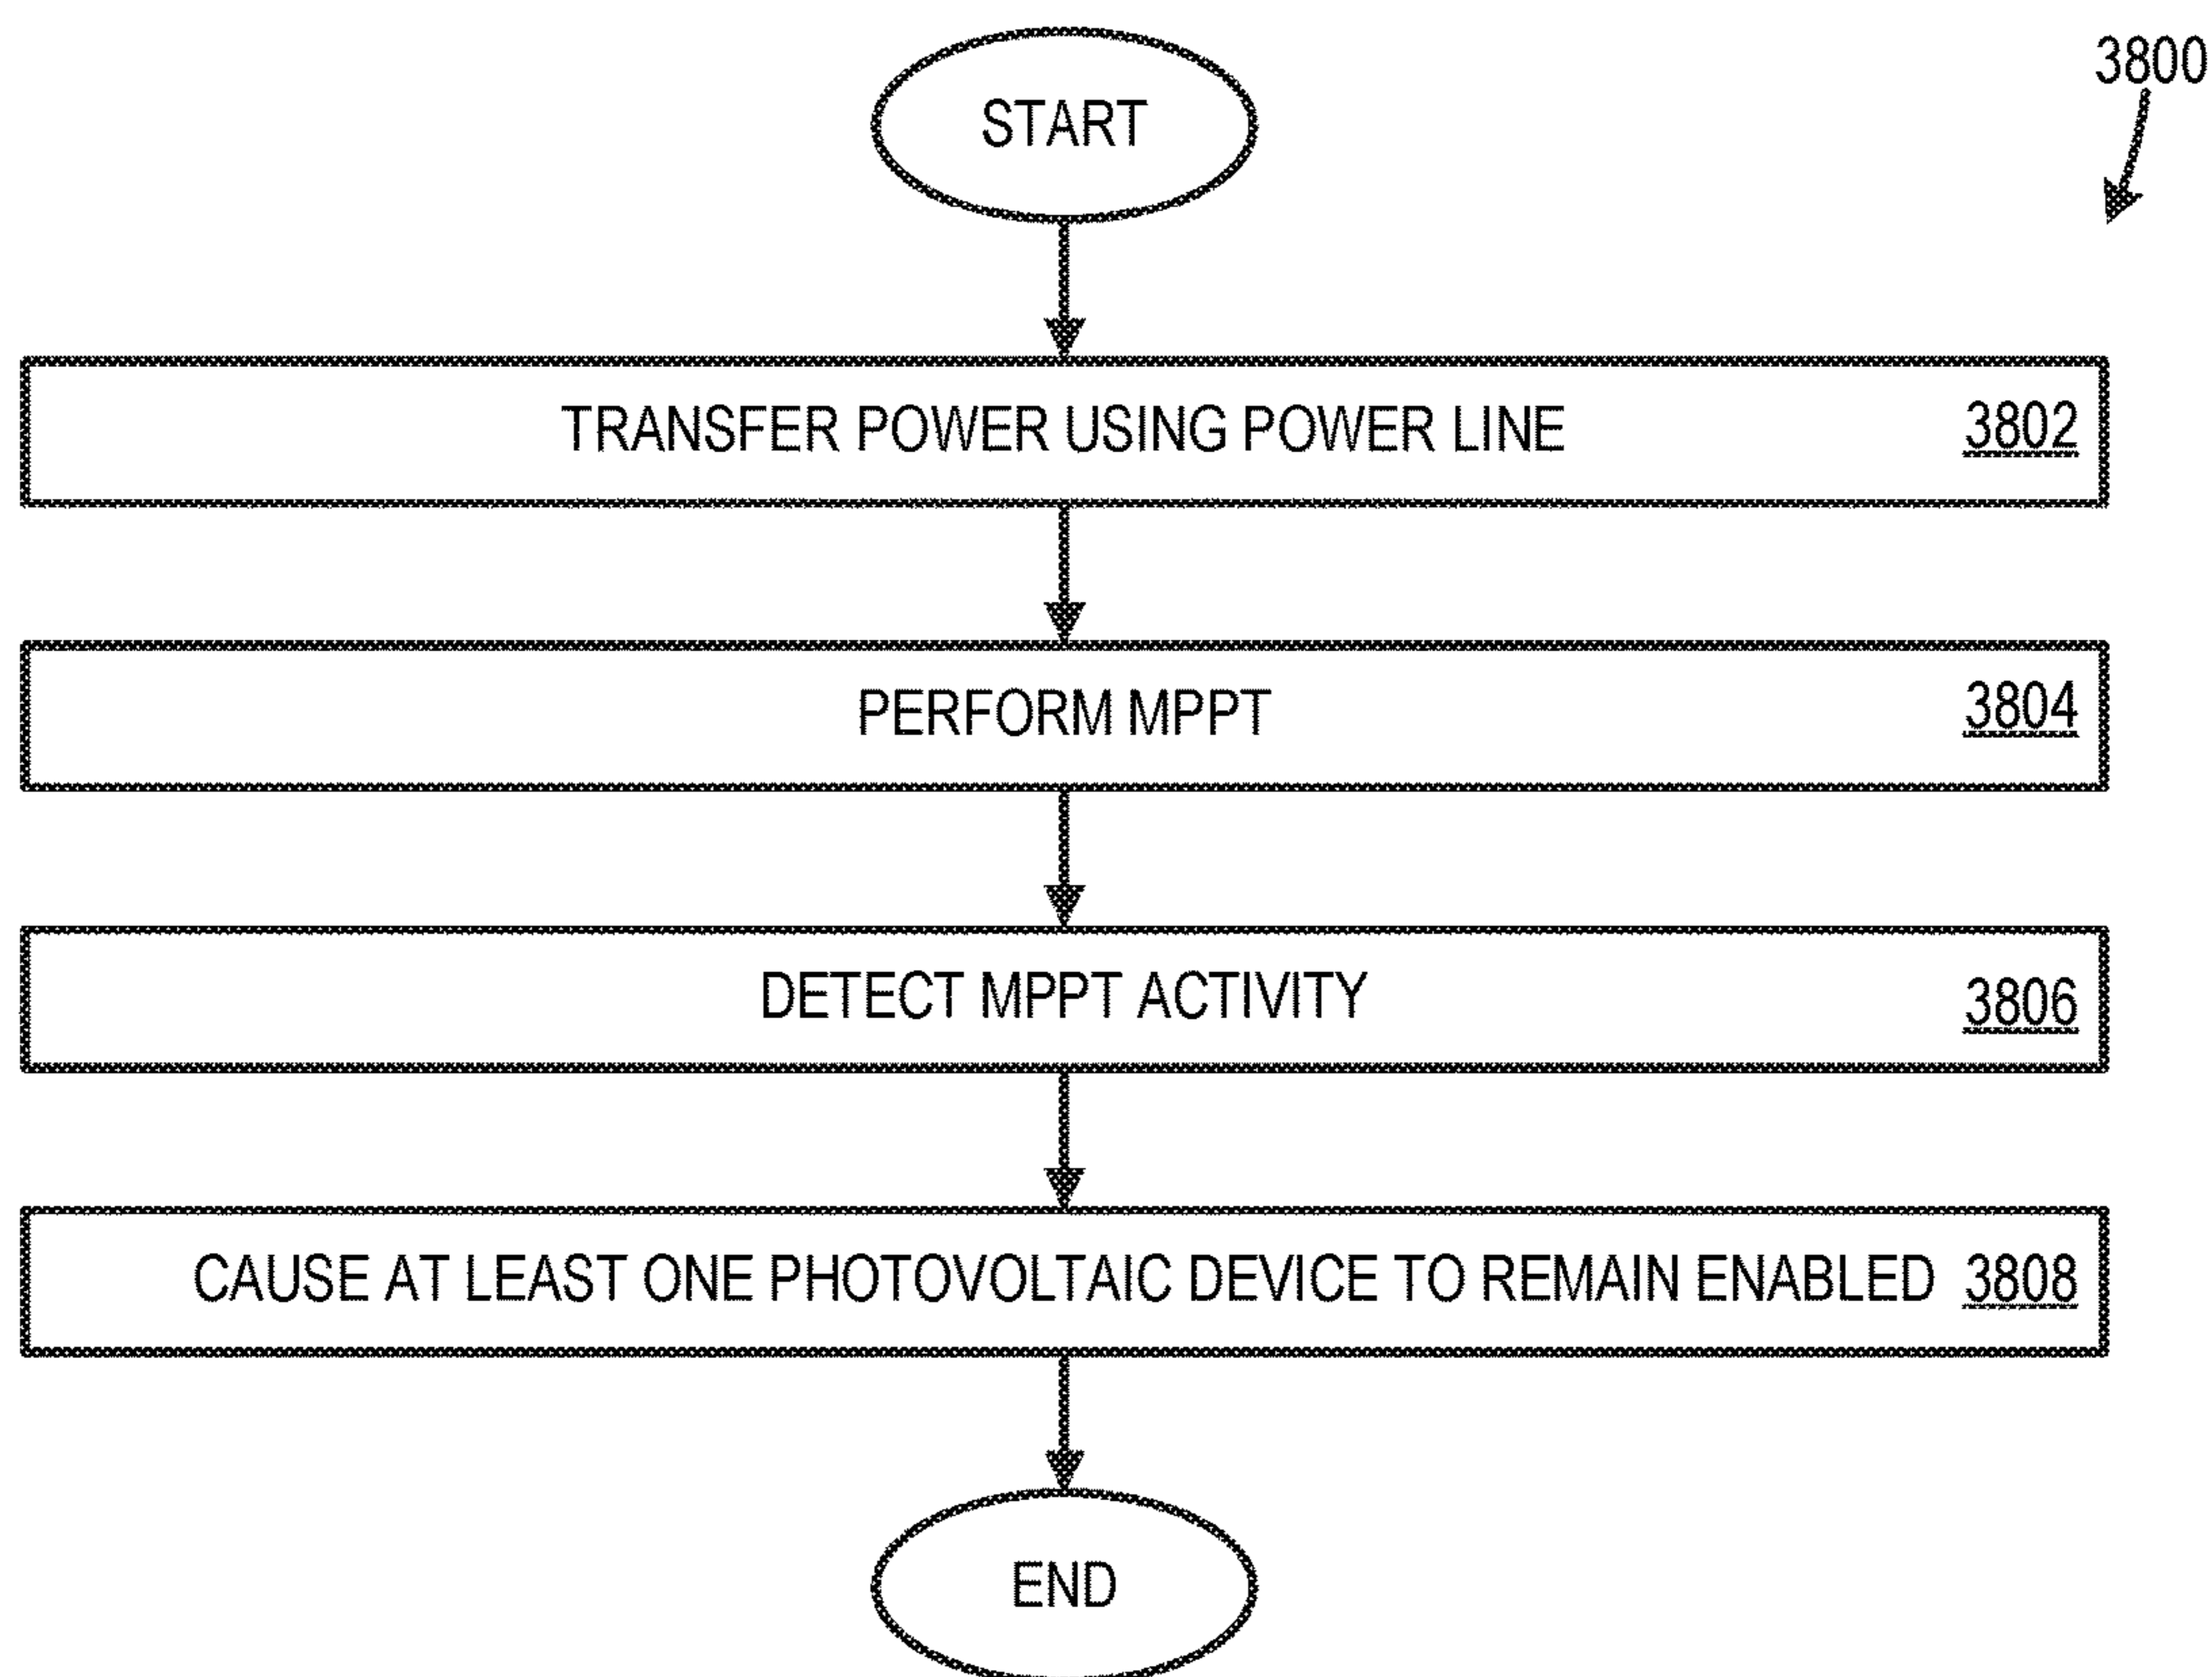 START
3800
TRANSFER POWER USING POWER LINE 3802
PERFORM MPPT 3804
DETECT MPPT ACTIVITY 3806
CAUSE AT LEAST ONE PHOTOVOLTAIC DEVICE TO REMAIN ENABLED 3808
END